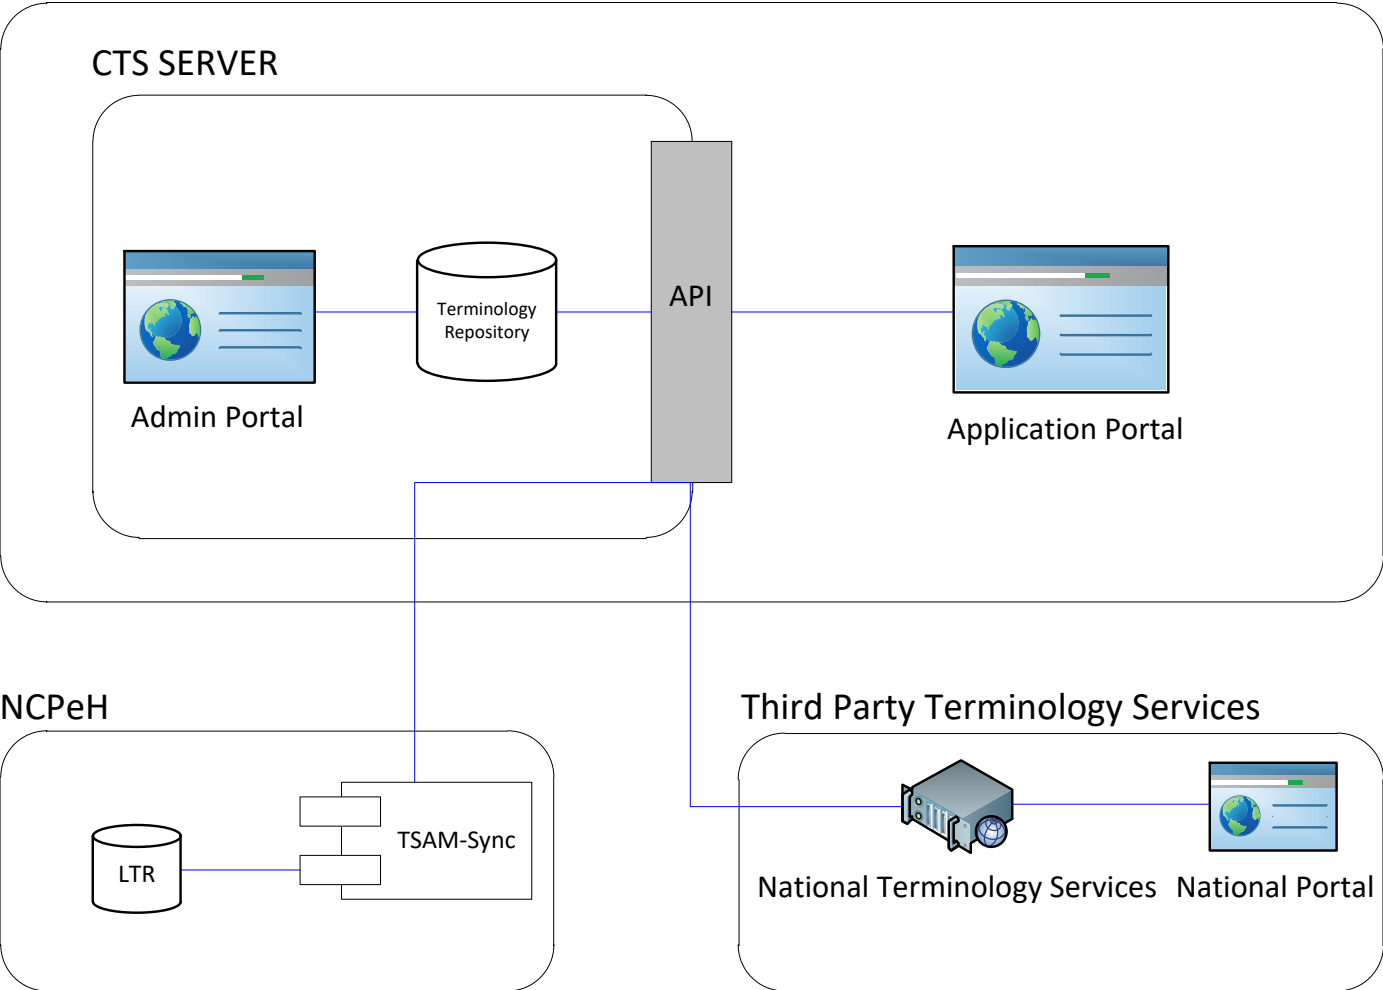 CTS SERVER
API
Terminology
Repository
Admin Portal
Application Portal
NCPeH
Third Party Terminology Services
TSAM-Sync
LTR
National Terminology Services
National Portal